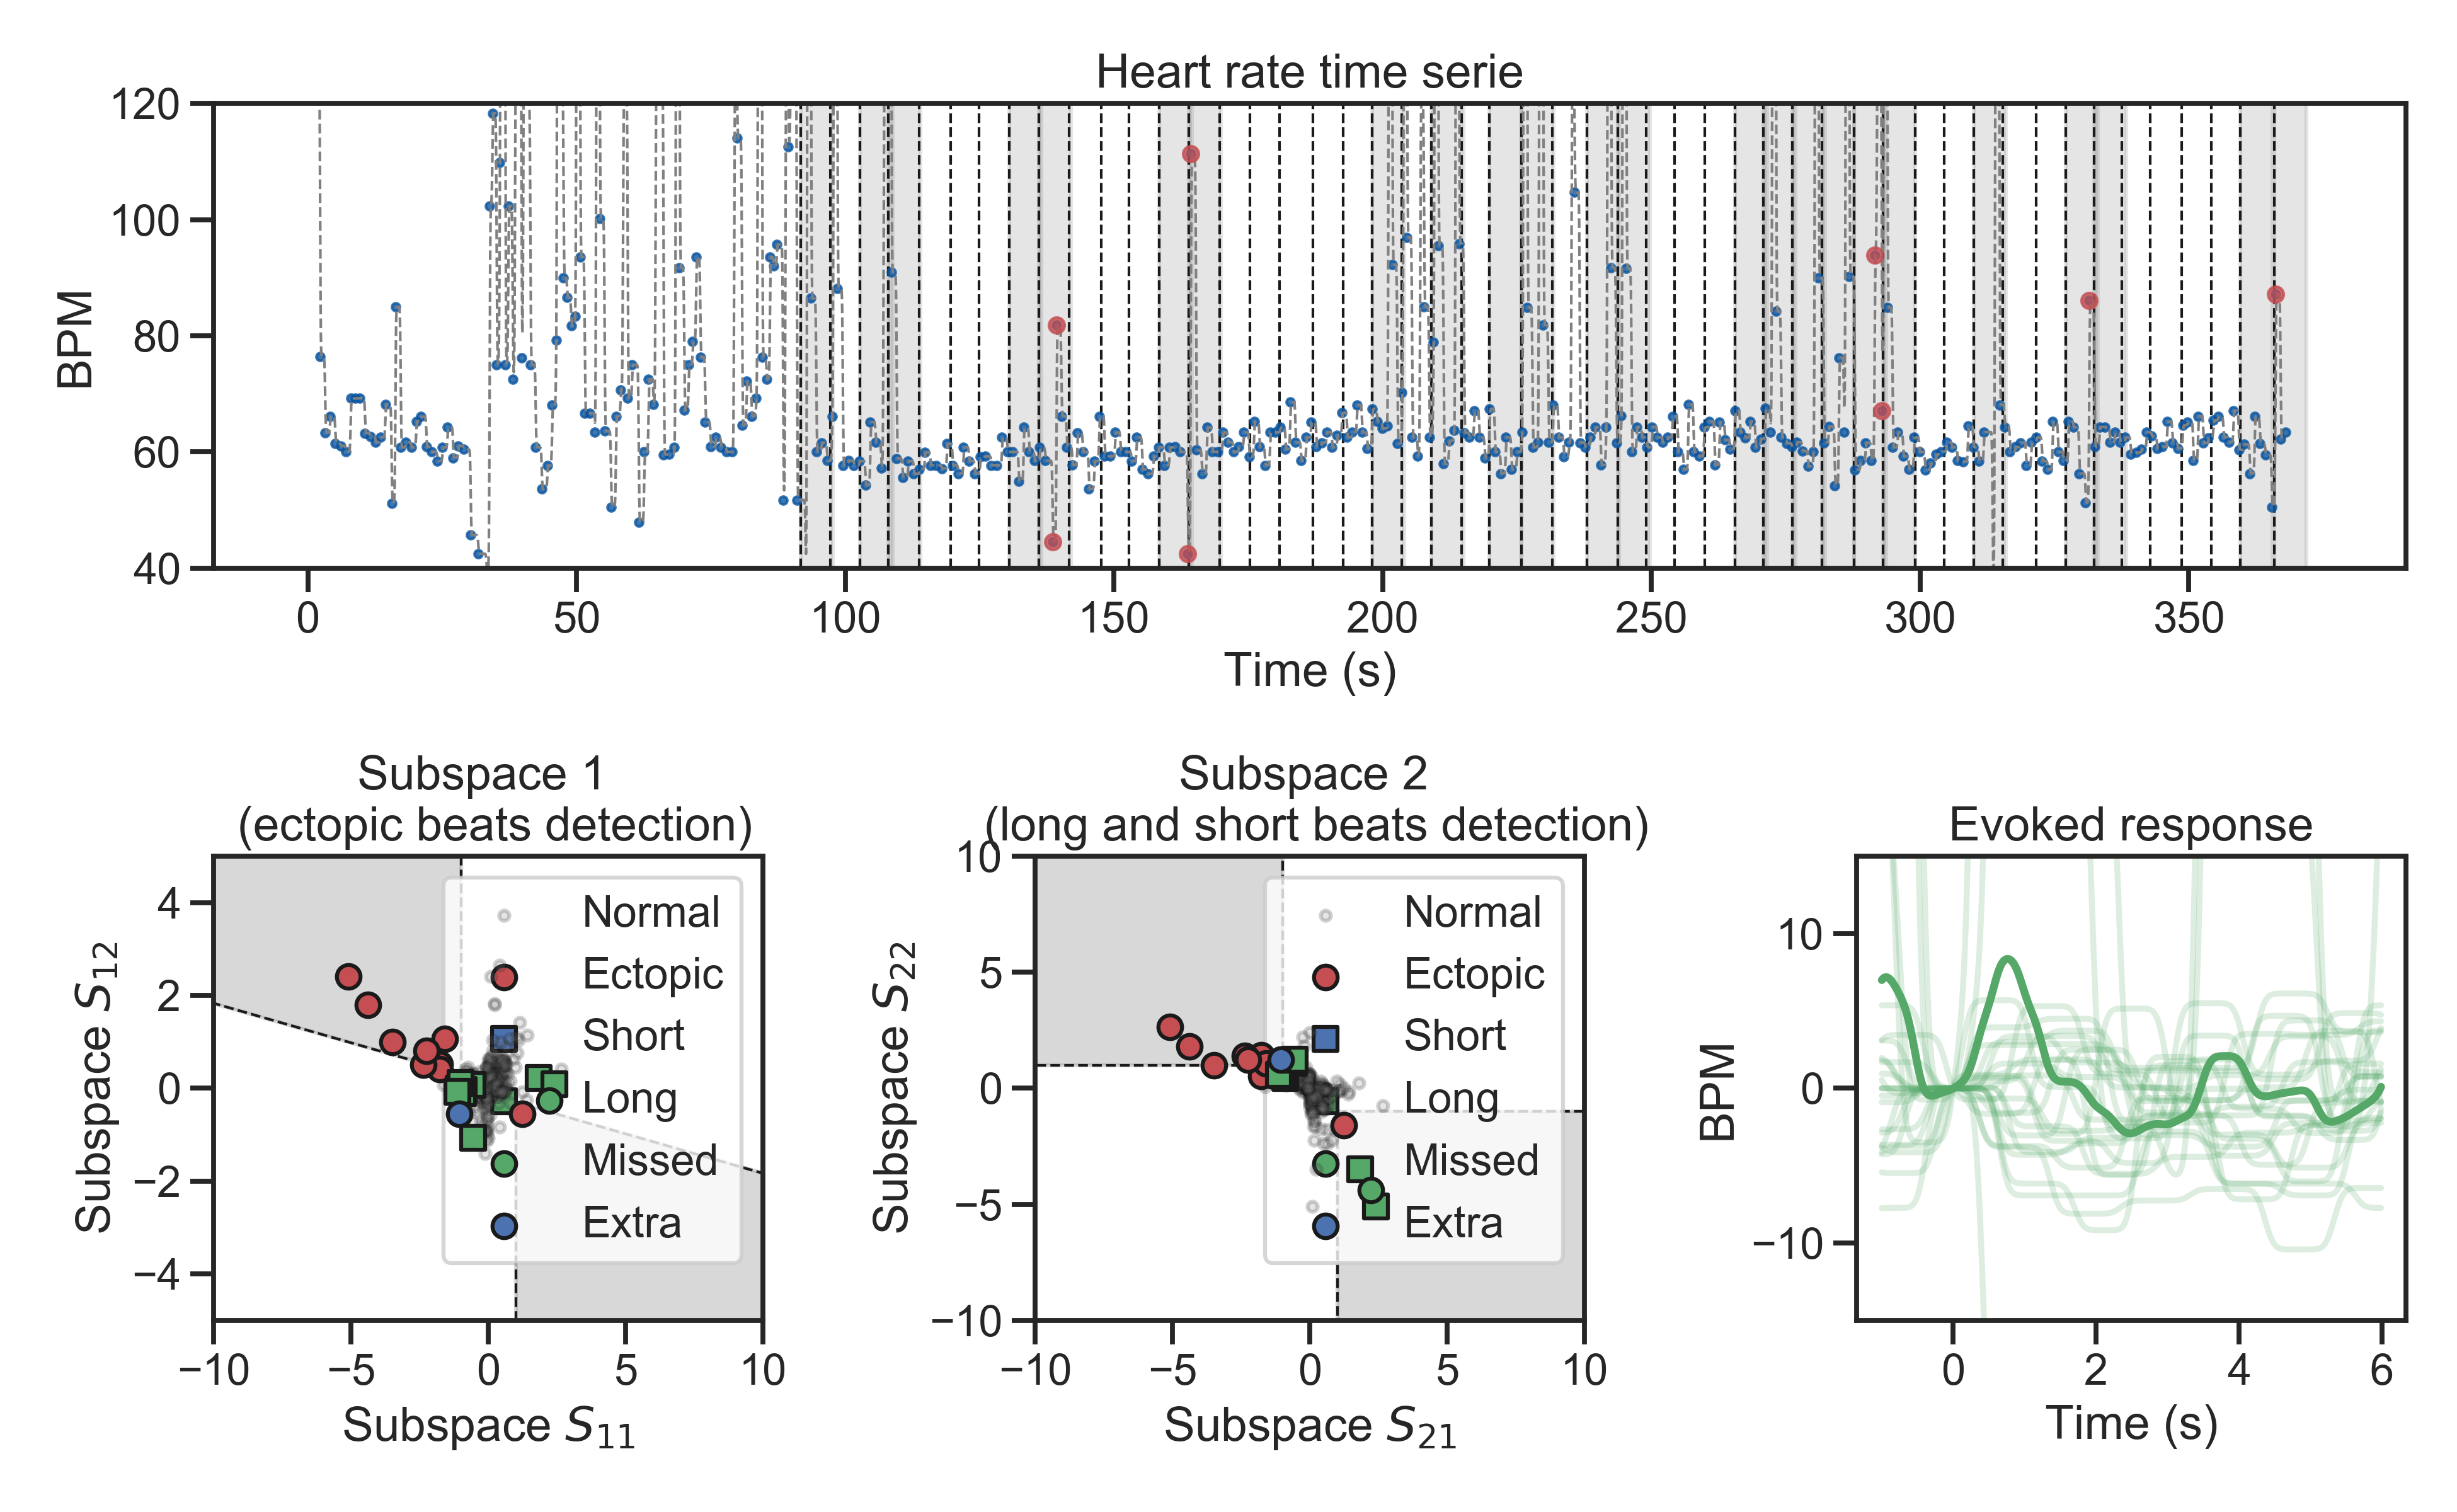 Heart rate time serie
120
100
80
60
40
BPM
0 50 100 150 200 250 300 350
Time (s)
Subspace 1
(ectopic beats detection)
4
2
0
−2
−4
Subspace S12
Normal
Ectopic
Short
Long
Missed
Extra
−10 −5 0 5 10
Subspace S11
Subspace 2
(long and short beats detection)
10
5
0
−5
−10
Subspace S22
Normal
Ectopic
Short
Long
Missed
Extra
−10 −5 0 5 10
Subspace S21
Evoked response
10
0
−10
BPM
0 2 4 6
Time (s)